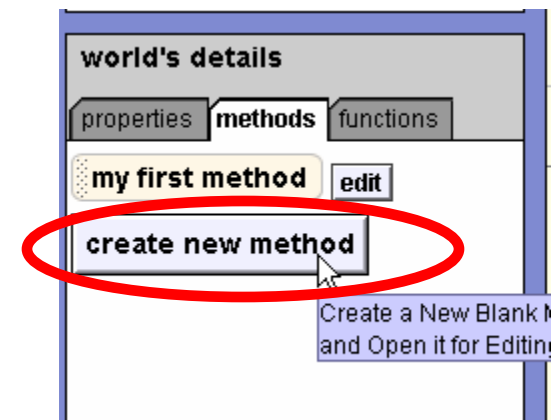 world's details
properties methods functions
my first method edit
create new method
Create a New Blank
and Open it for Editing